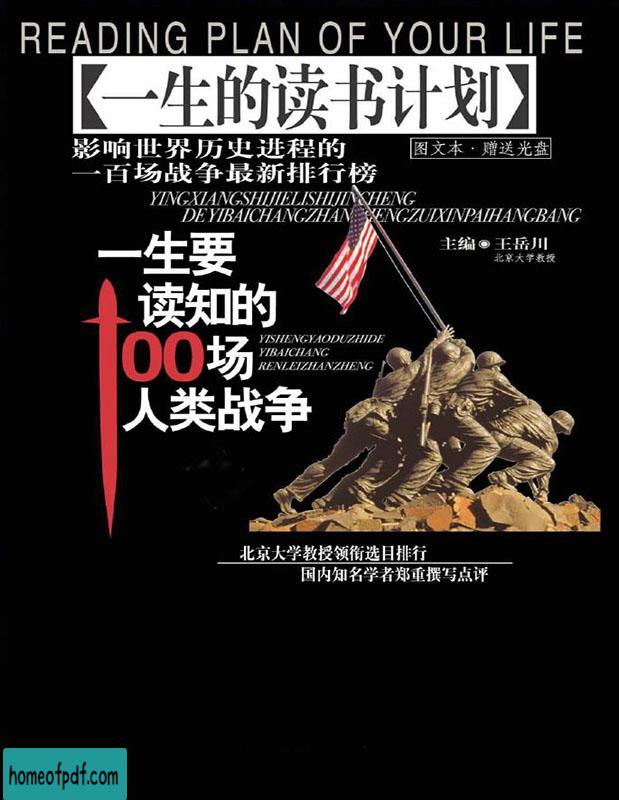 READING PLAN OF YOUR LIFE
【一生的读书计划】
影响世界历史进程的
一百场战争最新排行榜
图文本·赠送光盘
YINGXIANGSHIJIELISHIJINCHENG
DEYIBAICHANGZHANZHENGZUIXINPAIHANGBANG
主编◎王岳川
北京大学教授
一生要
读知的
100场
人类战争
YISHENGYAODUZHIDE
YIBAICHANG
RENLEIZHANZHENG
北京大学教授领衔选目排行
国内知名学者郑重撰写点评
homeofpdf.com